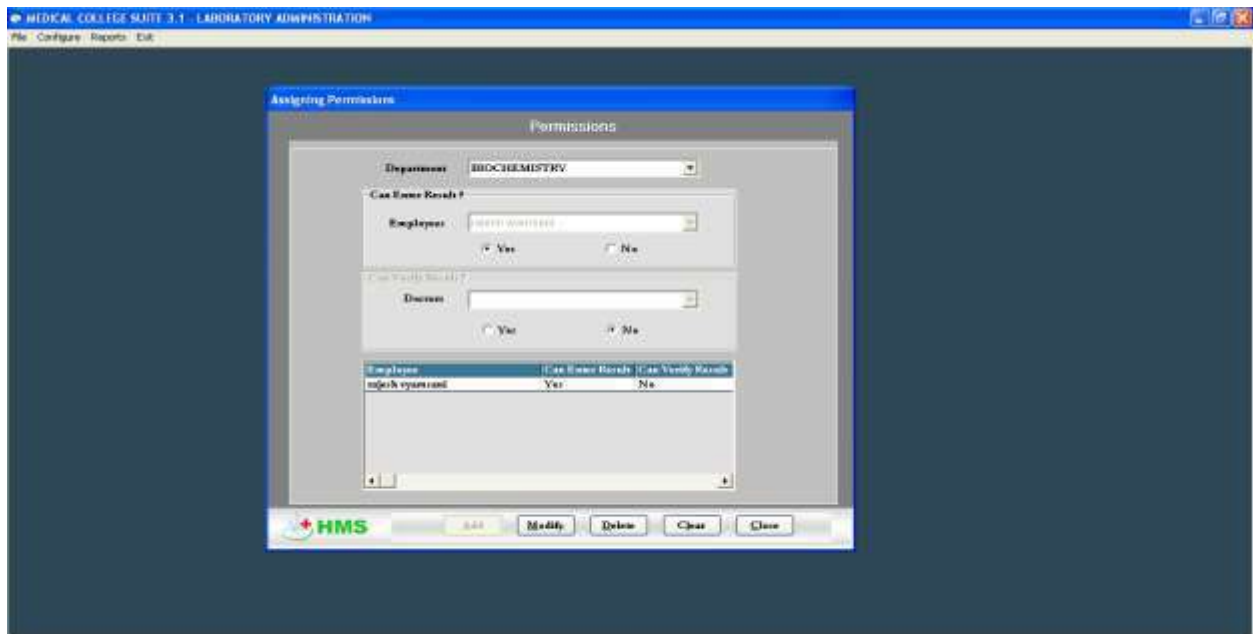 MEDICAL COLLEGE SUITE 3.1 - LABORATORY ADMINISTRATION
File Configure Reports Exit
Assigning Permissions
Permissions
Department BIOCHEMISTRY
Can Enter Result ?
Employees
Yes No
Can Verify Result ?
Doctors
Yes No
Employee Can Enter Result Can Verify Result
Yes No
HMS Add Modify Delete Clear Close